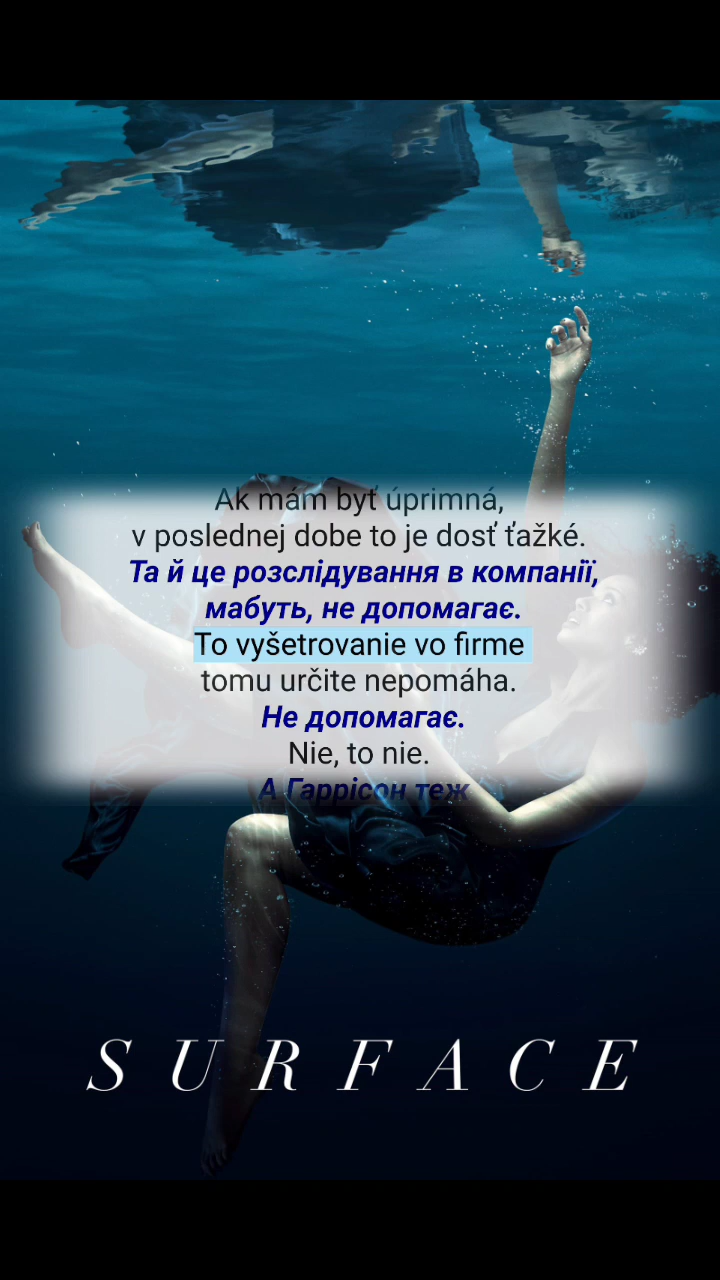 Ak mám byť úprimná,
v poslednej dobe to je dosť ťažké.
Та й це розслідування в компанії,
мабуть, не допомагає.
To vyšetrovanie vo firme
tomu určite nepomáha.
Не допомагає.
Nie, to nie.
А Гаррісон теж
SURFACE